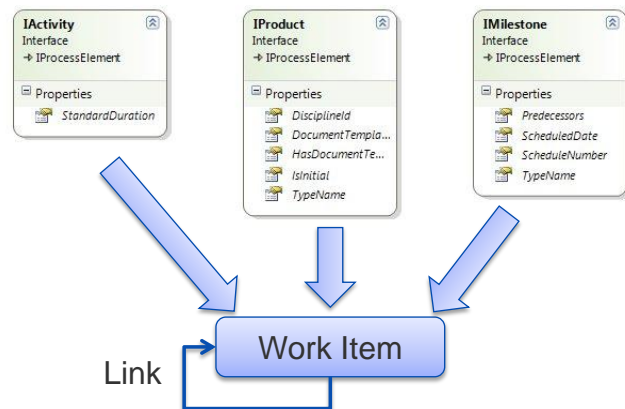 IActivity
Interface
IProcessElement
Properties
StandardDuration
IProduct
Interface
IProcessElement
Properties
DisciplineId
DocumentTempla...
HasDocumentTe...
IsInitial
TypeName
IMilestone
Interface
IProcessElement
Properties
Predecessors
ScheduledDate
ScheduleNumber
TypeName
Work Item
Link